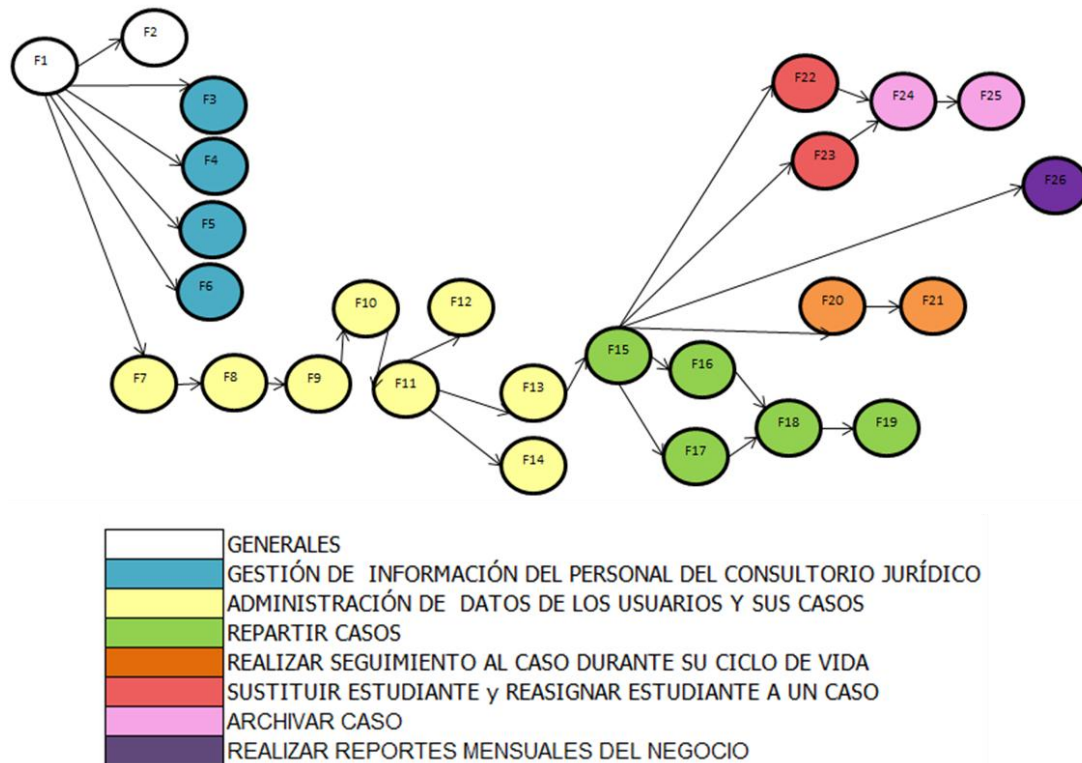 F1
F2
F3
F4
F5
F6
F7
F8
F9
F10
F11
F12
F13
F14
F15
F16
F17
F18
F19
F20
F21
F22
F23
F24
F25
F26
GENERALES
GESTIÓN DE INFORMACIÓN DEL PERSONAL DEL CONSULTORIO JURÍDICO
ADMINISTRACIÓN DE DATOS DE LOS USUARIOS Y SUS CASOS
REPARTIR CASOS
REALIZAR SEGUIMIENTO AL CASO DURANTE SU CICLO DE VIDA
SUSTITUIR ESTUDIANTE y REASIGNAR ESTUDIANTE A UN CASO
ARCHIVAR CASO
REALIZAR REPORTES MENSUALES DEL NEGOCIO